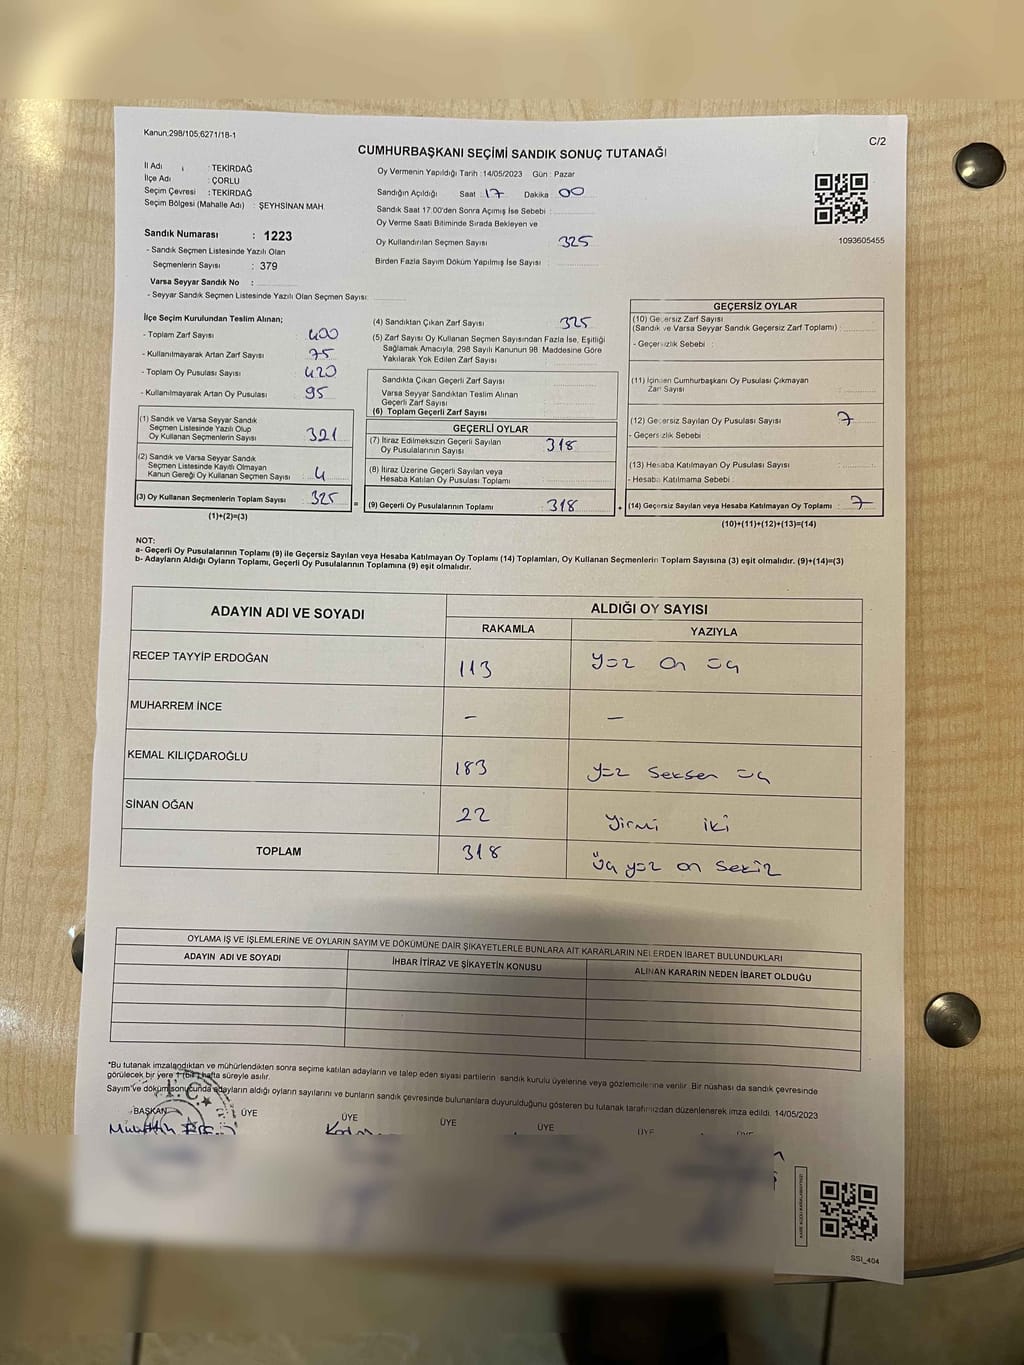 Kanun;298/105;6271/18-1
C/2
CUMHURBAŞKANI SEÇİMİ SANDIK SONUÇ TUTANAĞI
İl Adı : TEKİRDAĞ
İlçe Adı : ÇORLU
Seçim Çevresi : TEKİRDAĞ
Seçim Bölgesi (Mahalle Adı) : ŞEYHSİNAN MAH.
Sandık Numarası : 1223
- Sandık Seçmen Listesinde Yazılı Olan
Seçmenlerin Sayısı : 379
Varsa Seyyar Sandık No :
- Seyyar Sandık Seçmen Listesinde Yazılı Olan Seçmen Sayısı:
Oy Vermenin Yapıldığı Tarih : 14/05/2023 Gün : Pazar
Sandığın Açıldığı Saat : 17 Dakika : 00
Sandık Saat 17:00'den Sonra Açımış İse Sebebi :
Oy Verme Saati Bitiminde Sırada Bekleyen ve
Oy Kullandırılan Seçmen Sayısı : 325
Birden Fazla Sayım Döküm Yapılmış İse Sayısı :
1093605455
İlçe Seçim Kurulundan Teslim Alınan;
- Toplam Zarf Sayısı : 400
- Kullanılmayarak Artan Zarf Sayısı : 75
- Toplam Oy Pusulası Sayısı : 420
- Kullanılmayarak Artan Oy Pusulası : 95
(1) Sandık ve Varsa Seyyar Sandık
Seçmen Listesinde Yazılı Olup
Oy Kullanan Seçmenlerin Sayısı : 321
(2) Sandık ve Varsa Seyyar Sandık
Seçmen Listesinde Kayıtlı Olmayan
Kanun Gereği Oy Kullanan Seçmen Sayısı : 4
(3) Oy Kullanan Seçmenlerin Toplam Sayısı : 325
(1)+(2)=(3)
(4) Sandıktan Çıkan Zarf Sayısı : 325
(5) Zarf Sayısı Oy Kullanan Seçmen Sayısından Fazla İse, Eşitliği
Sağlamak Amacıyla, 298 Sayılı Kanunun 98. Maddesine Göre
Yakılarak Yok Edilen Zarf Sayısı :
Sandıkta Çıkan Geçerli Zarf Sayısı :
Varsa Seyyar Sandıktan Teslim Alınan
Geçerli Zarf Sayısı :
(6) Toplam Geçerli Zarf Sayısı :
GEÇERLİ OYLAR
(7) İtiraz Edilmeksizin Geçerli Sayılan
Oy Pusulalarının Sayısı : 318
(8) İtiraz Üzerine Geçerli Sayılan veya
Hesaba Katılan Oy Pusulası Toplamı :
= (9) Geçerli Oy Pusulalarının Toplamı : 318
GEÇERSİZ OYLAR
(10) Geçersiz Zarf Sayısı
(Sandık ve Varsa Seyyar Sandık Geçersiz Zarf Toplamı) :
- Geçersizlik Sebebi :
(11) İçinden Cumhurbaşkanı Oy Pusulası Çıkmayan
Zarf Sayısı :
(12) Geçersiz Sayılan Oy Pusulası Sayısı : 7
- Geçersizlik Sebebi :
(13) Hesaba Katılmayan Oy Pusulası Sayısı :
- Hesaba Katılmama Sebebi :
+ (14) Geçersiz Sayılan veya Hesaba Katılmayan Oy Toplamı : 7
(10)+(11)+(12)+(13)=(14)
NOT:
a- Geçerli Oy Pusulalarının Toplamı (9) ile Geçersiz Sayılan veya Hesaba Katılmayan Oy Toplamı (14) Toplamları, Oy Kullanan Seçmenlerin Toplam Sayısına (3) eşit olmalıdır. (9)+(14)=(3)
b- Adayların Aldığı Oyların Toplamı, Geçerli Oy Pusulalarının Toplamına (9) eşit olmalıdır.
ADAYIN ADI VE SOYADI ALDIĞI OY SAYISI
RAKAMLA YAZIYLA
RECEP TAYYİP ERDOĞAN 113 yüz on üç
MUHARREM İNCE - -
KEMAL KILIÇDAROĞLU 183 yüz seksen üç
SİNAN OĞAN 22 yirmi iki
TOPLAM 318 üç yüz on sekiz
OYLAMA İŞ VE İŞLEMLERİNE VE OYLARIN SAYIM VE DÖKÜMÜNE DAİR ŞİKAYETLERLE BUNLARA AİT KARARLARIN NELERDEN İBARET BULUNDUKLARI
ADAYIN ADI VE SOYADI İHBAR İTİRAZ VE ŞİKAYETİN KONUSU ALINAN KARARIN NEDEN İBARET OLDUĞU
*Bu tutanak imzalandıktan ve mühürlendikten sonra seçime katılan adayların ve talep eden siyasi partilerin sandık kurulu üyelerine veya gözlemcilerine verilir. Bir nüshası da sandık çevresinde
görülecek bir yere 1 (bir) hafta süreyle asılır.
Sayım ve döküm sonucunda adayların aldığı oyların sayılarını ve bunların sandık çevresinde bulunanlara duyurulduğunu gösteren bu tutanak tarafımızdan düzenlenerek imza edildi. 14/05/2023
BAŞKAN ÜYE ÜYE ÜYE ÜYE ÜYE ÜYE
T.C.
SSI_404